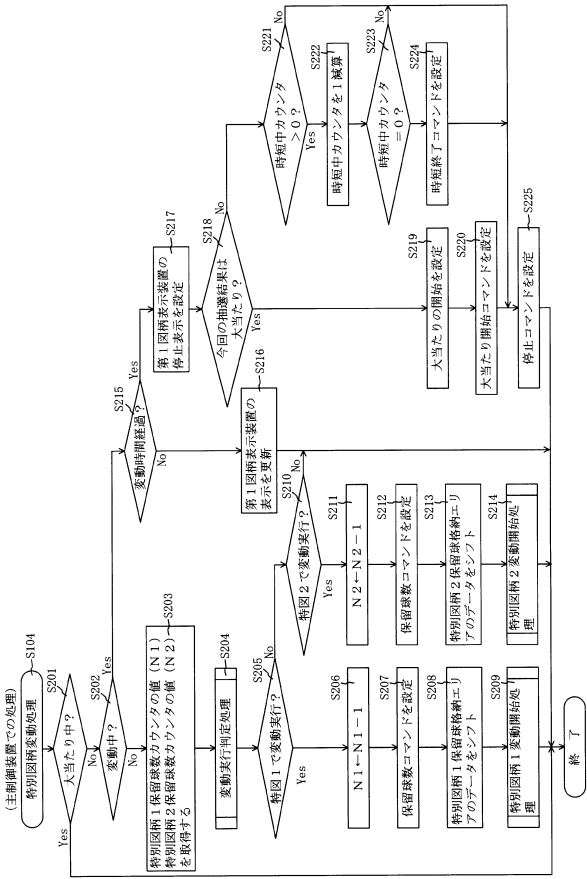 (主制御装置での処理)
特別図柄変動処理
S104
大当たり中?
S201
Yes
No
変動中?
S202
Yes
No
特別図柄1保留球数カウンタの値(N1)
特別図柄2保留球数カウンタの値(N2)
を取得する
S203
変動実行判定処理
S204
特図1で変動実行?
S205
No
Yes
N1←N1-1
S206
保留球数コマンドを設定
S207
特別図柄1保留球格納エリ
アのデータをシフト
S208
特別図柄1変動開始処
理
S209
特図2で変動実行?
S210
No
Yes
N2←N2-1
S211
保留球数コマンドを設定
S212
特別図柄2保留球格納エリ
アのデータをシフト
S213
特別図柄2変動開始処
理
S214
変動時間経過?
S215
Yes
No
第1図柄表示装置の
表示を更新
S216
第1図柄表示装置の
停止表示を設定
S217
今回の抽選結果は
大当たり?
S218
No
Yes
大当たりの開始を設定
S219
大当たり開始コマンドを設定
S220
時短中カウンタ
>0?
S221
No
Yes
時短中カウンタを1減算
S222
時短中カウンタ
=0?
S223
No
時短終了コマンドを設定
S224
停止コマンドを設定
S225
終了